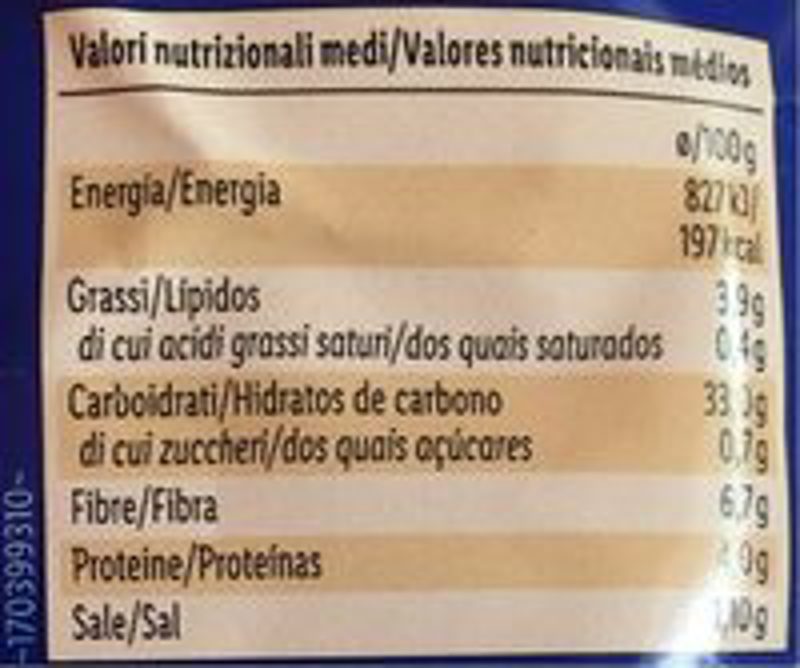 Valori nutrizionali medi/Valores nutricionais médios
ø/100g
Energia/Energia 827 kJ/
197 kcal
Grassi/Lípidos 3,9g
di cui acidi grassi saturi/dos quais saturados 0,4g
Carboidrati/Hidratos de carbono
di cui zuccheri/dos quais açúcares 0,7g
Fibre/Fibra 6,7g
Proteine/Proteínas
Sale/Sal
-170399310-